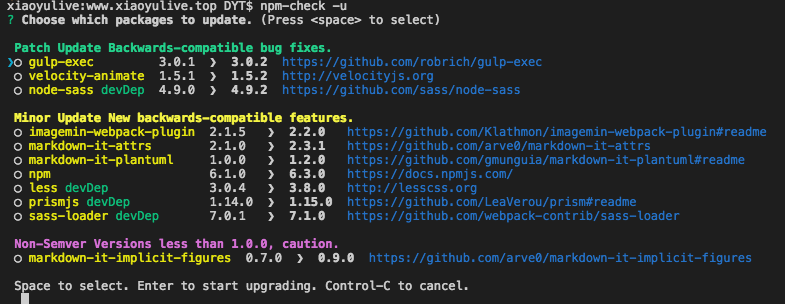 xiaoyulive:www.xiaoyulive.top DYT$ npm-check -u
? Choose which packages to update. (Press <space> to select)
Patch Update Backwards-compatible bug fixes.
❯○ gulp-exec 3.0.1 ❯ 3.0.2 https://github.com/robrich/gulp-exec
○ velocity-animate 1.5.1 ❯ 1.5.2 http://velocityjs.org
○ node-sass devDep 4.9.0 ❯ 4.9.2 https://github.com/sass/node-sass
Minor Update New backwards-compatible features.
○ imagemin-webpack-plugin 2.1.5 ❯ 2.2.0 https://github.com/Klathmon/imagemin-webpack-plugin#readme
○ markdown-it-attrs 2.1.0 ❯ 2.3.1 https://github.com/arve0/markdown-it-attrs
○ markdown-it-plantuml 1.0.0 ❯ 1.2.0 https://github.com/gmunguia/markdown-it-plantuml#readme
○ npm 6.1.0 ❯ 6.3.0 https://docs.npmjs.com/
○ less devDep 3.0.4 ❯ 3.8.0 http://lesscss.org
○ prismjs devDep 1.14.0 ❯ 1.15.0 https://github.com/LeaVerou/prism#readme
○ sass-loader devDep 7.0.1 ❯ 7.1.0 https://github.com/webpack-contrib/sass-loader
Non-Semver Versions less than 1.0.0, caution.
○ markdown-it-implicit-figures 0.7.0 ❯ 0.9.0 https://github.com/arve0/markdown-it-implicit-figures
Space to select. Enter to start upgrading. Control-C to cancel.